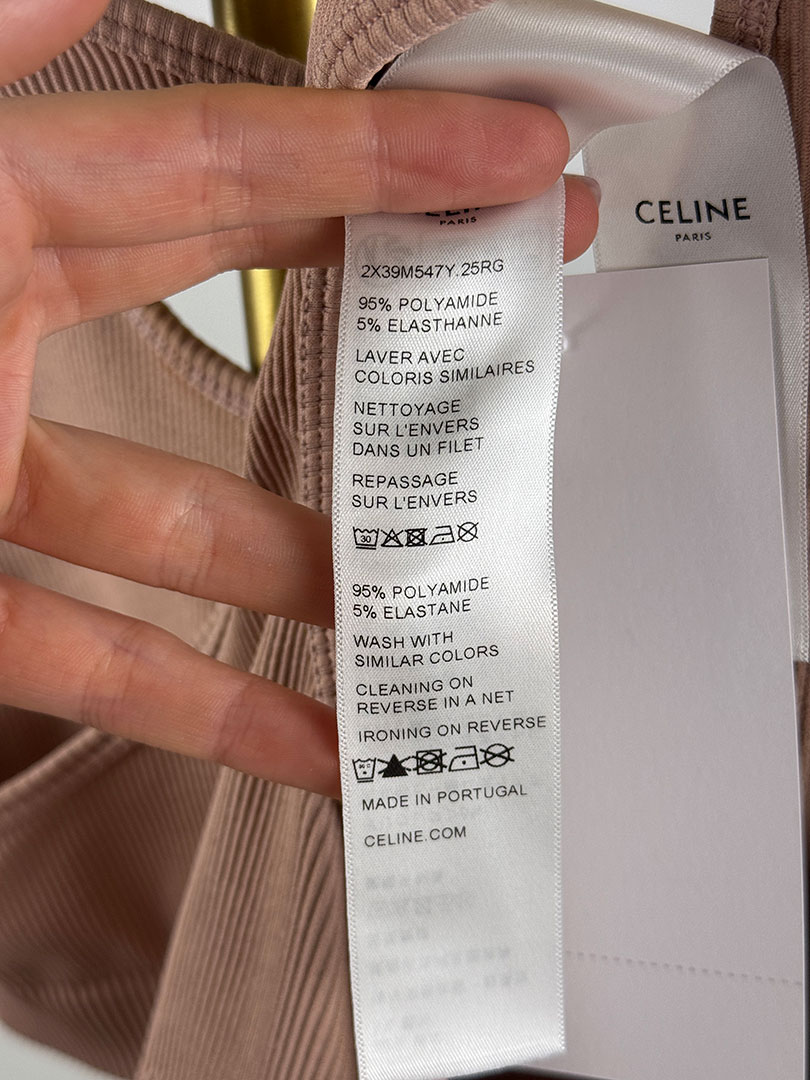 PARIS
2X39M547Y.25RG
95% POLYAMIDE
5% ELASTHANNE
LAVER AVEC
COLORIS SIMILAIRES
NETTOYAGE
SUR L'ENVERS
DANS UN FILET
REPASSAGE
SUR L'ENVERS
30
95% POLYAMIDE
5% ELASTANE
WASH WITH
SIMILAR COLORS
CLEANING ON
REVERSE IN A NET
IRONING ON REVERSE
MADE IN PORTUGAL
CELINE.COM
CELINE
PARIS